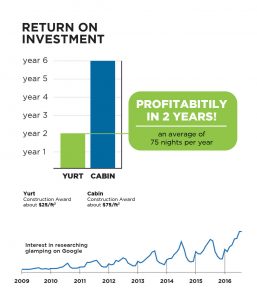 RETURN ON
INVESTMENT
year 6
year 5
year 4
year 3
year 2
year 1
PROFITABITILY
IN 2 YEARS!
an average of
75 nights per year
YURT CABIN
Yurt
Construction Award
about $25/ft²
Cabin
Construction Award
about $75/ft²
Interest in researching
glamping on Google
2009 2010 2011 2012 2013 2014 2015 2016